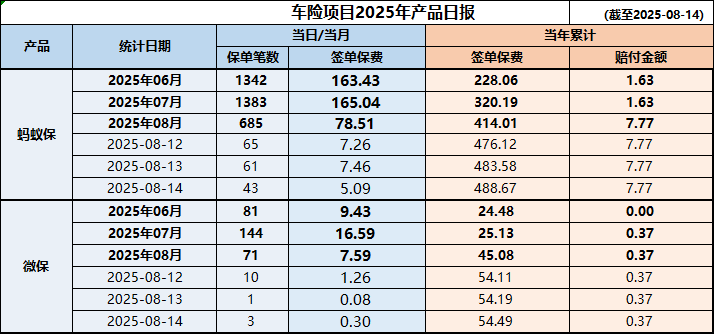 车险项目2025年产品日报 (截至2025-08-14)
产品 统计日期 当日/当月 当年累计
保单笔数 签单保费 签单保费 赔付金额
蚂蚁保 2025年06月 1342 163.43 228.06 1.63
2025年07月 1383 165.04 320.19 1.63
2025年08月 685 78.51 414.01 7.77
2025-08-12 65 7.26 476.12 7.77
2025-08-13 61 7.46 483.58 7.77
2025-08-14 43 5.09 488.67 7.77
微保 2025年06月 81 9.43 24.48 0.00
2025年07月 144 16.59 25.13 0.37
2025年08月 71 7.59 45.08 0.37
2025-08-12 10 1.26 54.11 0.37
2025-08-13 1 0.08 54.19 0.37
2025-08-14 3 0.30 54.49 0.37